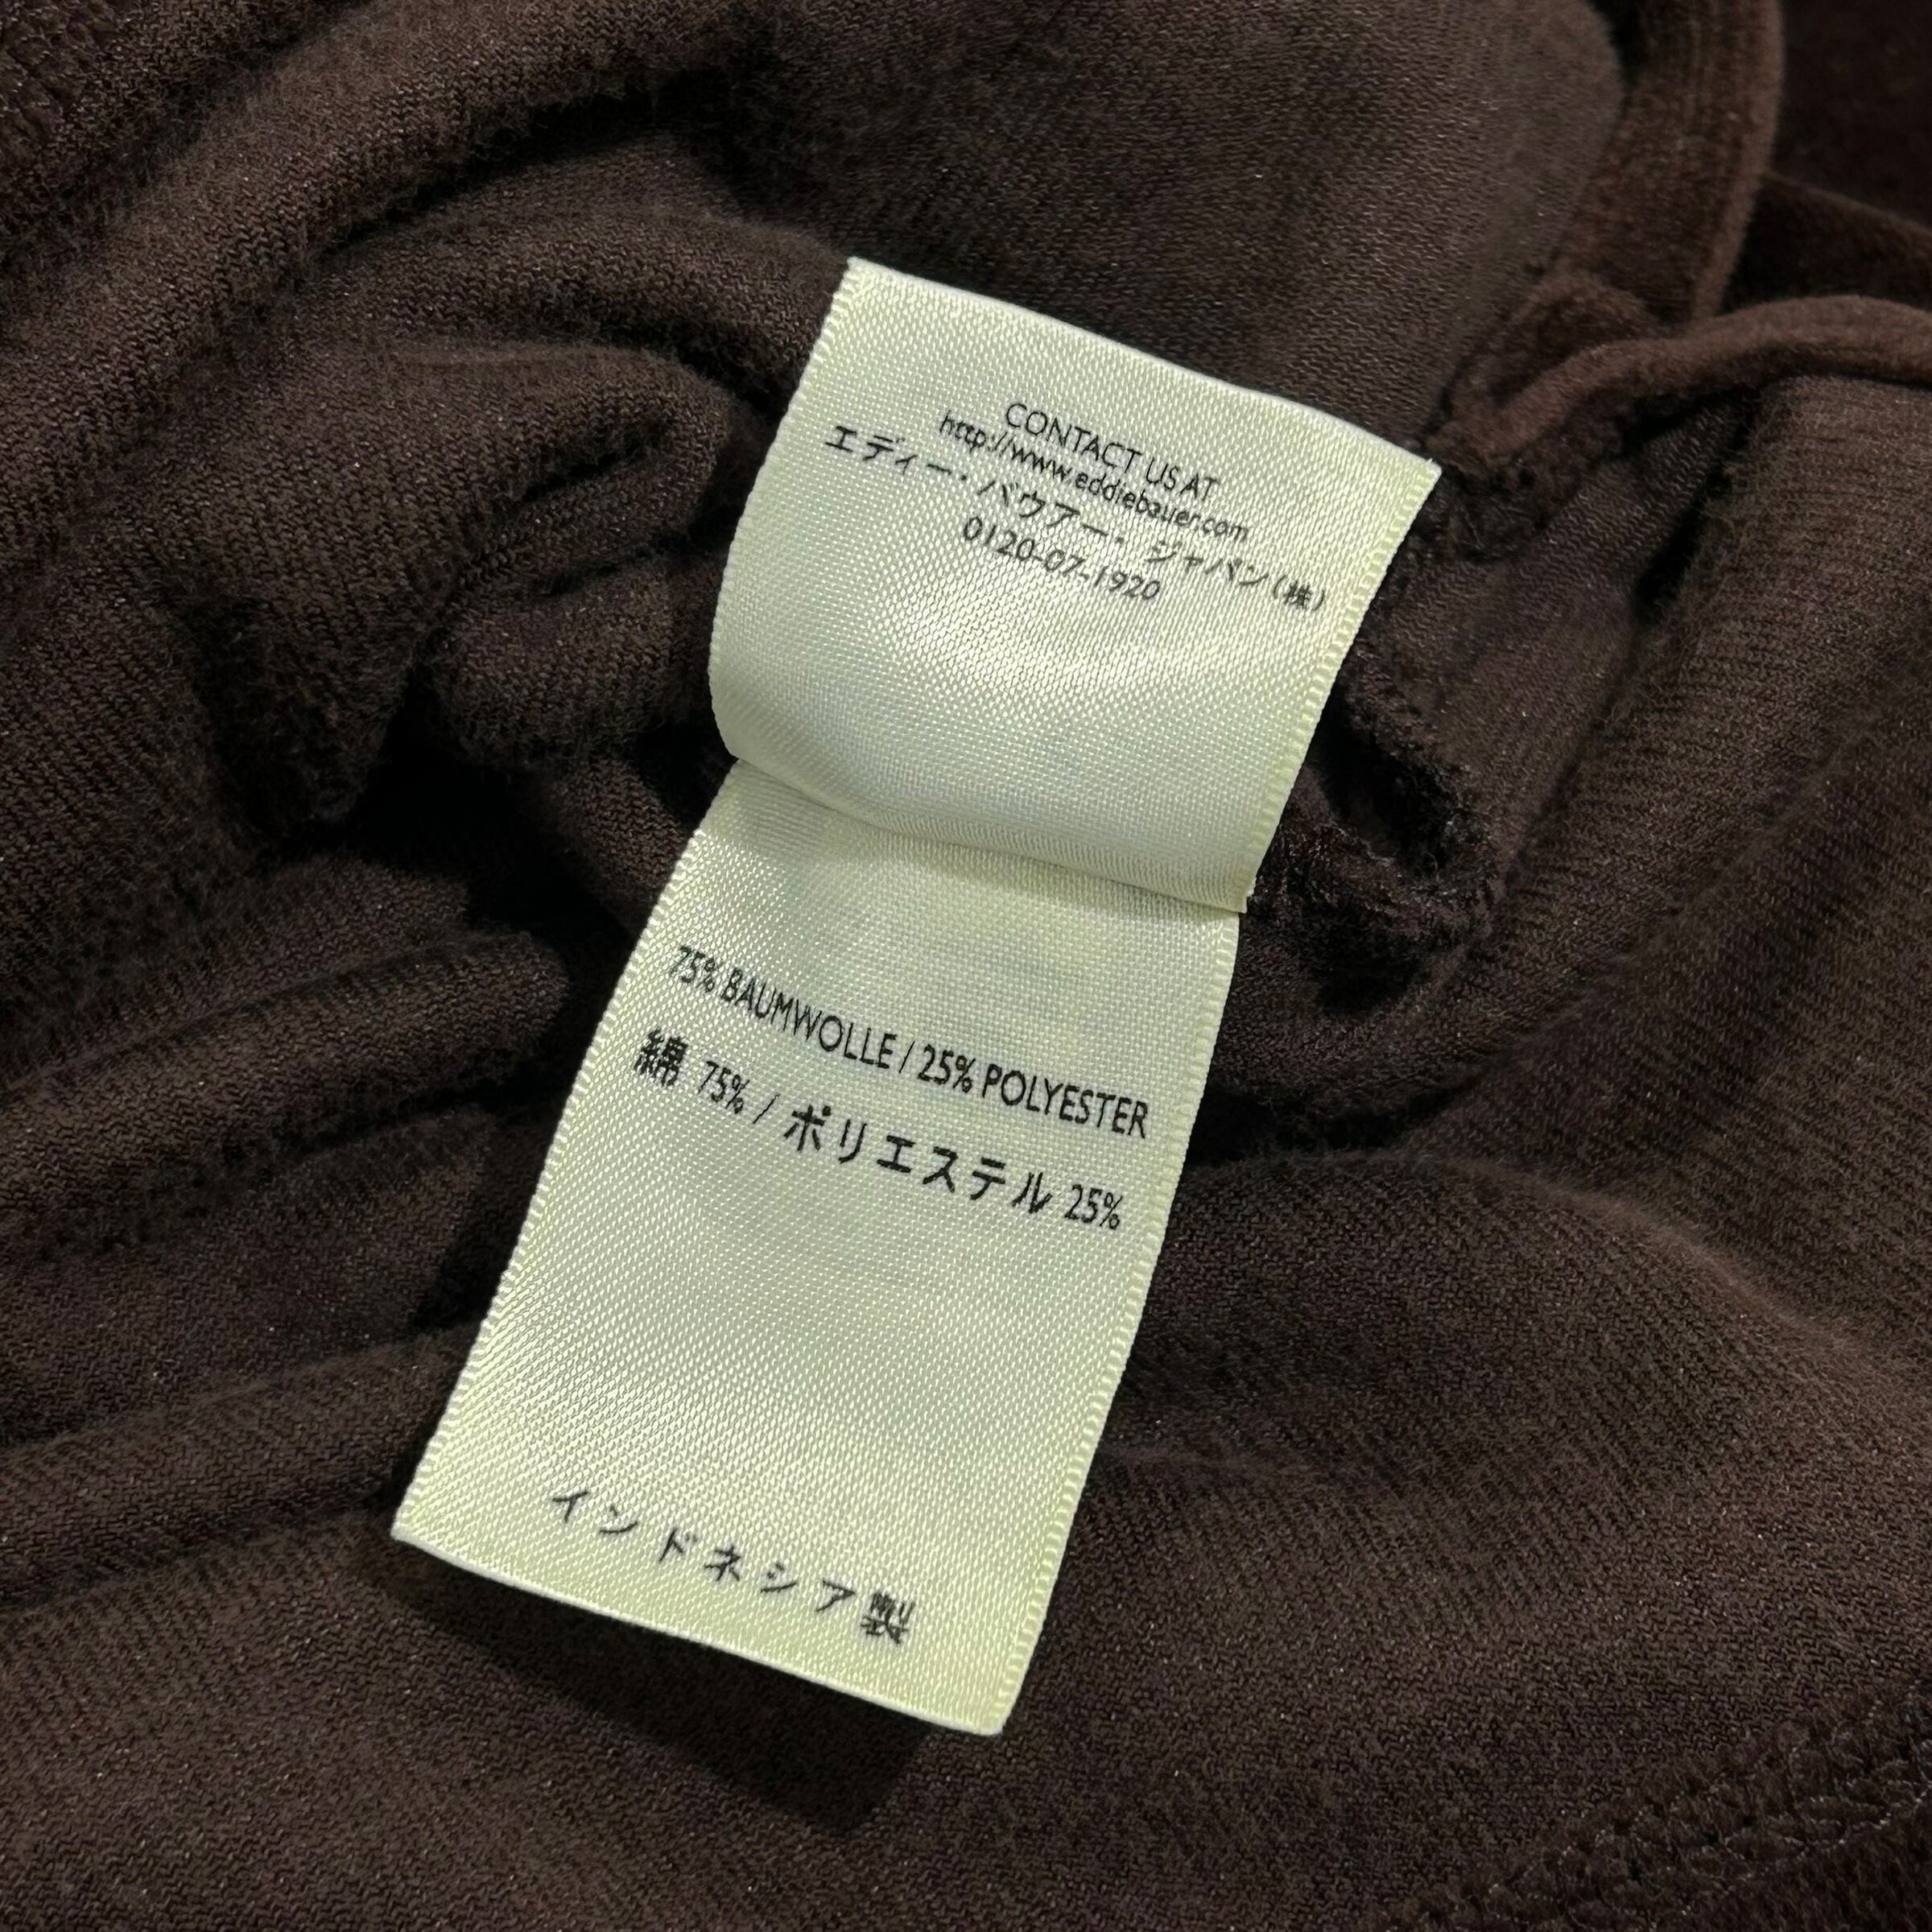 CONTACT US AT
http://www.eddiebauer.com
エディー・バウアー・ジャパン(株)
0120-07-1920
75% BAUMWOLLE / 25% POLYESTER
綿 75% / ポリエステル 25%
インドネシア製